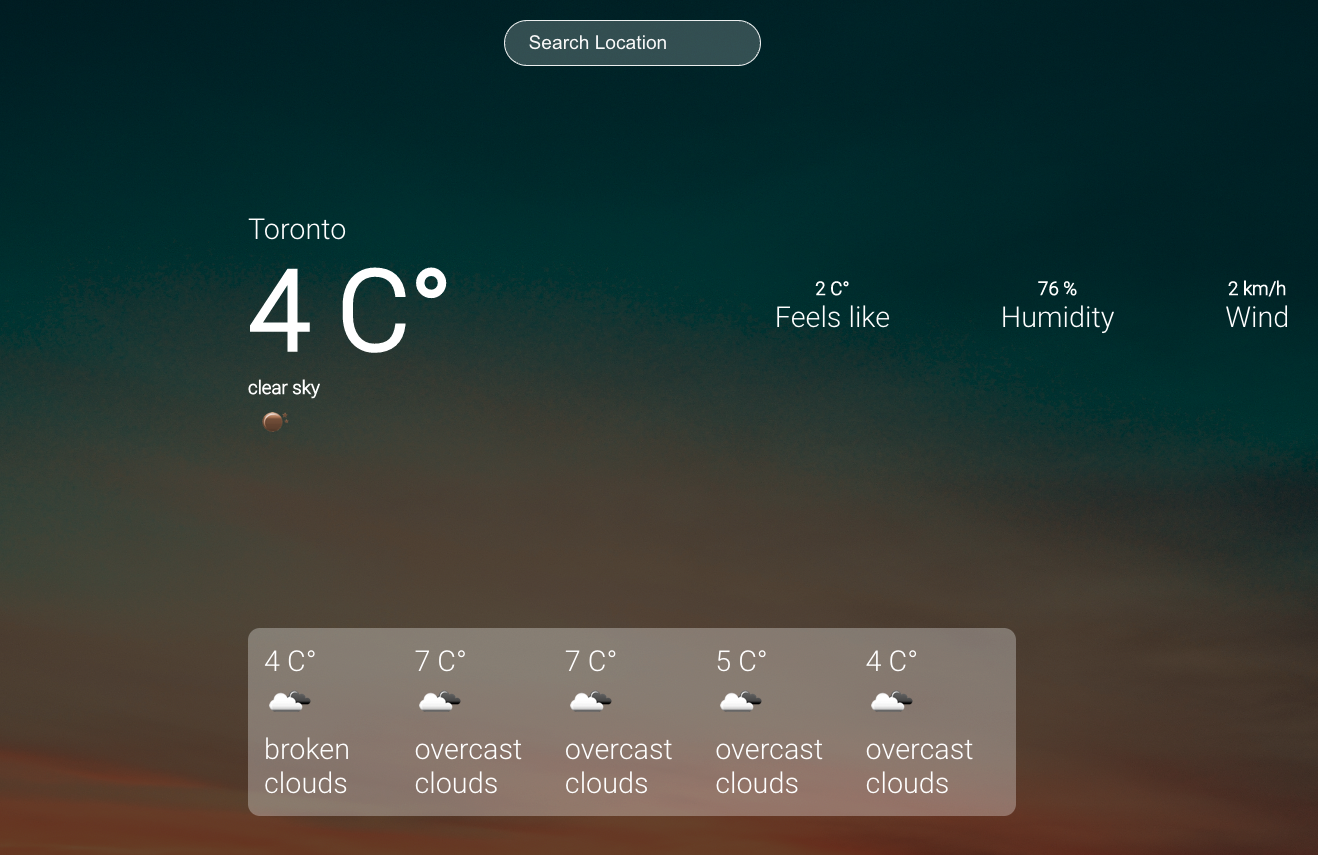 Search Location
Toronto
4 C°
clear sky
2 C°
Feels like
76 %
Humidity
2 km/h
Wind
4 C°
broken
clouds
7 C°
overcast
clouds
7 C°
overcast
clouds
5 C°
overcast
clouds
4 C°
overcast
clouds